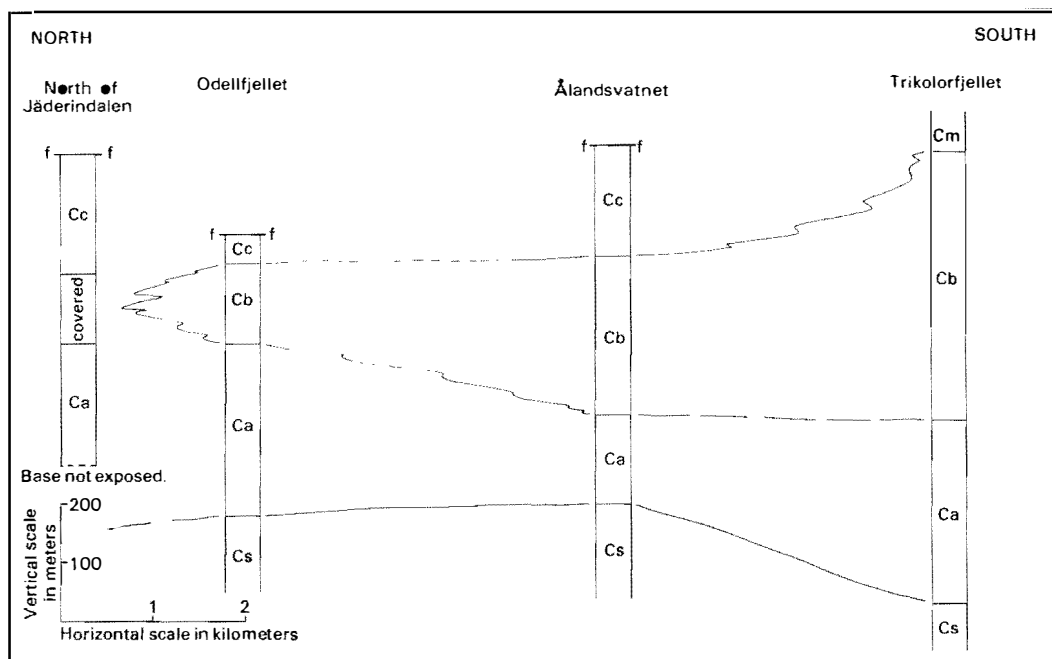 NORTH
SOUTH
North of
Jäderindalen
Odellfjellet
Ålandsvatnet
Trikolorfjellet
f f
Cc
covered
Ca
Base not exposed.
f f
Cc
Cb
Ca
Cs
f f
Cc
Cb
Ca
Cs
Cm
Cb
Ca
Cs
Vertical scale
in meters
200
100
1 2
Horizontal scale in kilometers